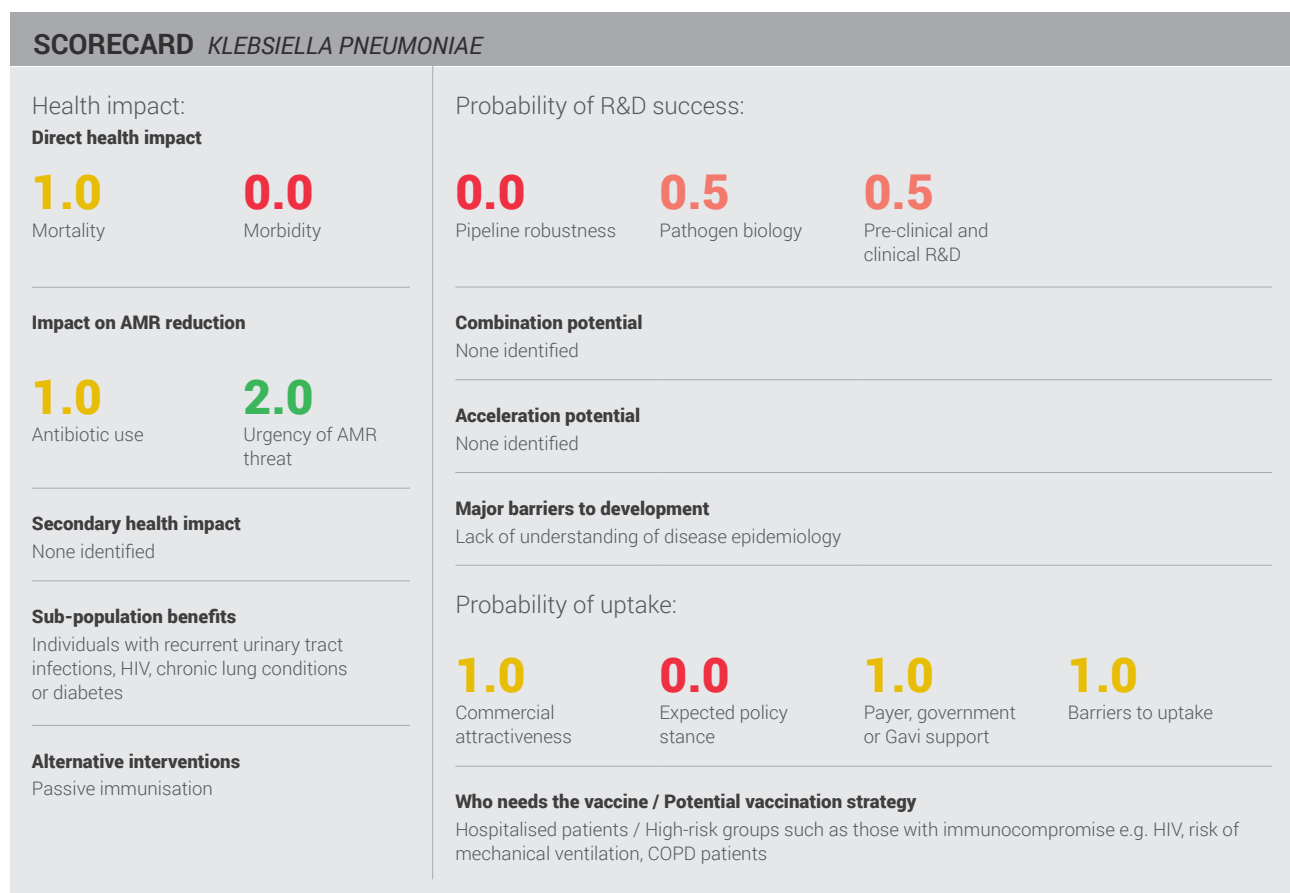 SCORECARD KLEBSIELLA PNEUMONIAE
Health impact:
Direct health impact
1.0 0.0
Mortality Morbidity
Impact on AMR reduction
1.0 2.0
Antibiotic use Urgency of AMR
threat
Secondary health impact
None identified
Sub-population benefits
Individuals with recurrent urinary tract
infections, HIV, chronic lung conditions
or diabetes
Alternative interventions
Passive immunisation
Probability of R&D success:
0.0 0.5 0.5
Pipeline robustness Pathogen biology Pre-clinical and
clinical R&D
Combination potential
None identified
Acceleration potential
None identified
Major barriers to development
Lack of understanding of disease epidemiology
Probability of uptake:
1.0 0.0 1.0 1.0
Commercial Expected policy Payer, government Barriers to uptake
attractiveness stance or Gavi support
Who needs the vaccine / Potential vaccination strategy
Hospitalised patients / High-risk groups such as those with immunocompromise e.g. HIV, risk of
mechanical ventilation, COPD patients